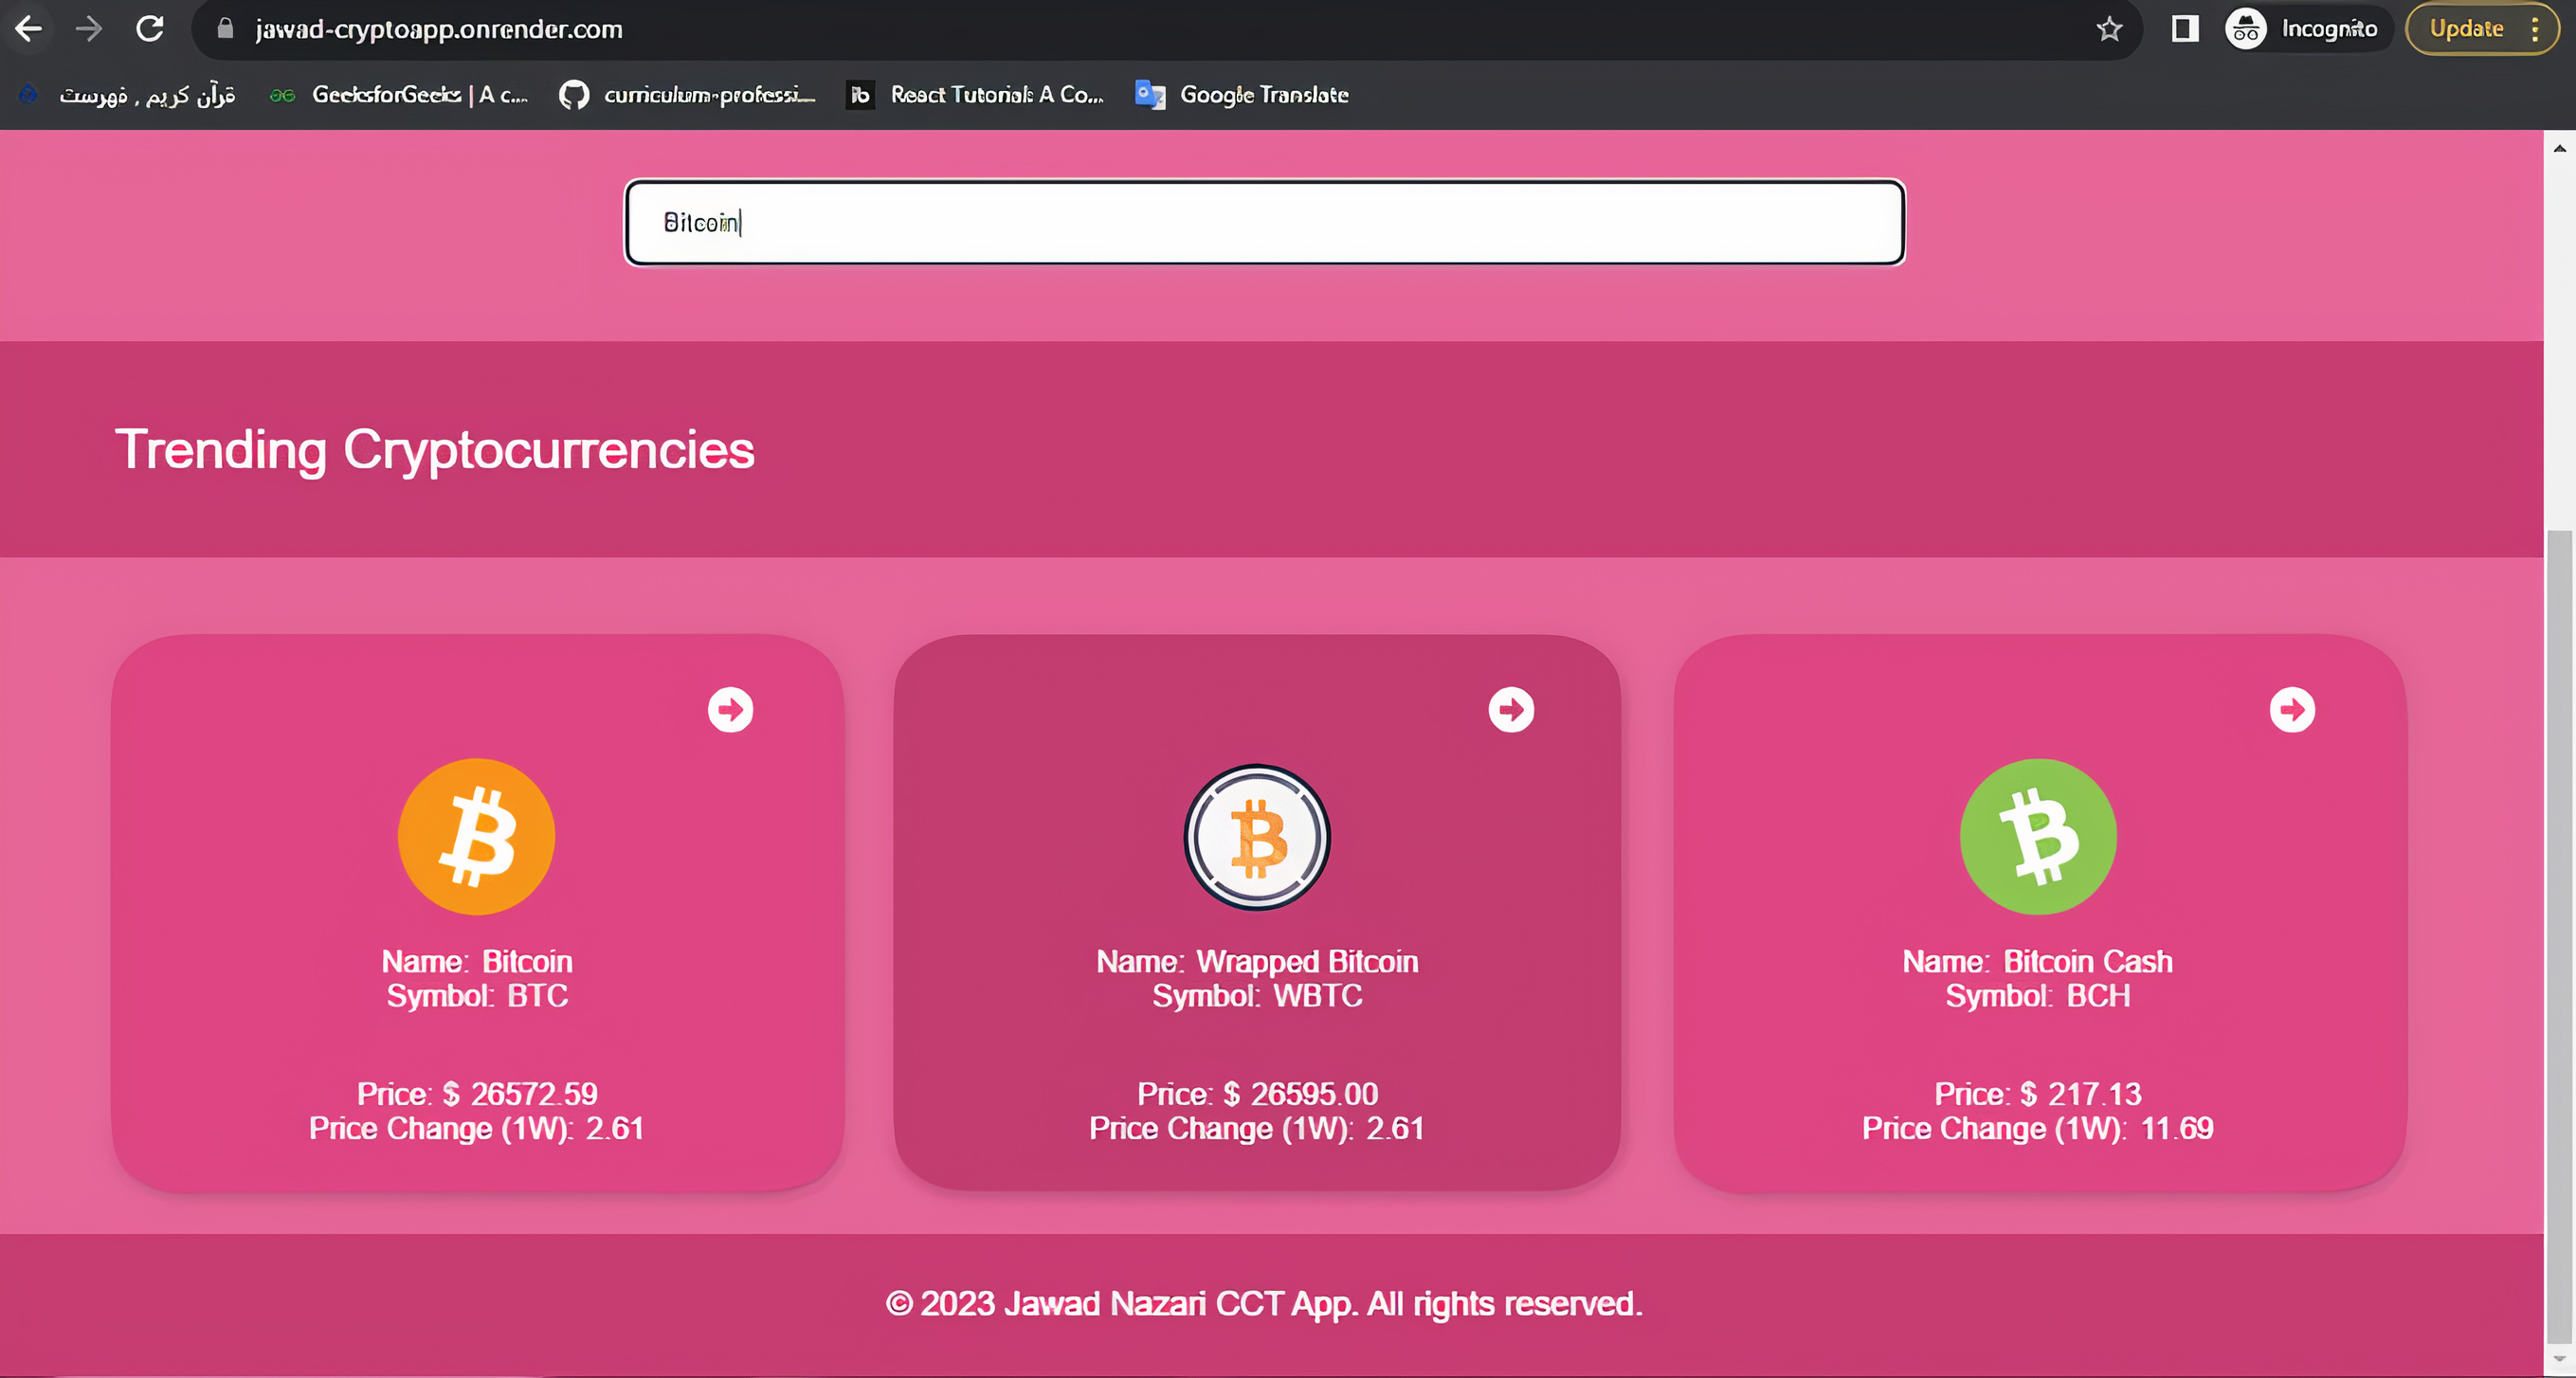 jawad-cryptoapp.onrender.com
Incognito
Update
قرآن کریم , فهرست
GeeksforGeeks | A c...
curriculum-professi...
React Tutorial: A Co...
Google Translate
Bitcoin
Trending Cryptocurrencies
Name: Bitcoin
Symbol: BTC
Price: $ 26572.59
Price Change (1W): 2.61
Name: Wrapped Bitcoin
Symbol: WBTC
Price: $ 26595.00
Price Change (1W): 2.61
Name: Bitcoin Cash
Symbol: BCH
Price: $ 217.13
Price Change (1W): 11.69
© 2023 Jawad Nazari CCT App. All rights reserved.